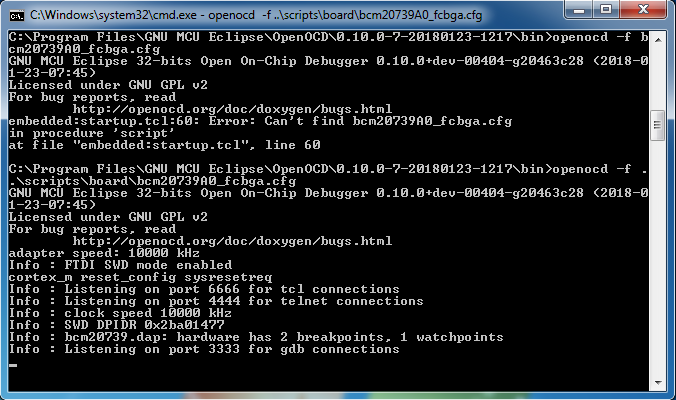 C:\Windows\system32\cmd.exe - openocd  -f ..\scripts\board\bcm20739A0_fcbga.cfg
C:\Program Files\GNU MCU Eclipse\OpenOCD\0.10.0-7-20180123-1217\bin>openocd -f b
cm20739A0_fcbga.cfg
GNU MCU Eclipse 32-bits Open On-Chip Debugger 0.10.0+dev-00404-g20463c28 (2018-0
1-23-07:45)
Licensed under GNU GPL v2
For bug reports, read
        http://openocd.org/doc/doxygen/bugs.html
embedded:startup.tcl:60: Error: Can't find bcm20739A0_fcbga.cfg
in procedure 'script'
at file "embedded:startup.tcl", line 60
C:\Program Files\GNU MCU Eclipse\OpenOCD\0.10.0-7-20180123-1217\bin>openocd -f .
.\scripts\board\bcm20739A0_fcbga.cfg
GNU MCU Eclipse 32-bits Open On-Chip Debugger 0.10.0+dev-00404-g20463c28 (2018-0
1-23-07:45)
Licensed under GNU GPL v2
For bug reports, read
        http://openocd.org/doc/doxygen/bugs.html
adapter speed: 10000 kHz
Info : FTDI SWD mode enabled
cortex_m reset_config sysresetreq
Info : Listening on port 6666 for tcl connections
Info : Listening on port 4444 for telnet connections
Info : clock speed 10000 kHz
Info : SWD DPIDR 0x2ba01477
Info : bcm20739.dap: hardware has 2 breakpoints, 1 watchpoints
Info : Listening on port 3333 for gdb connections